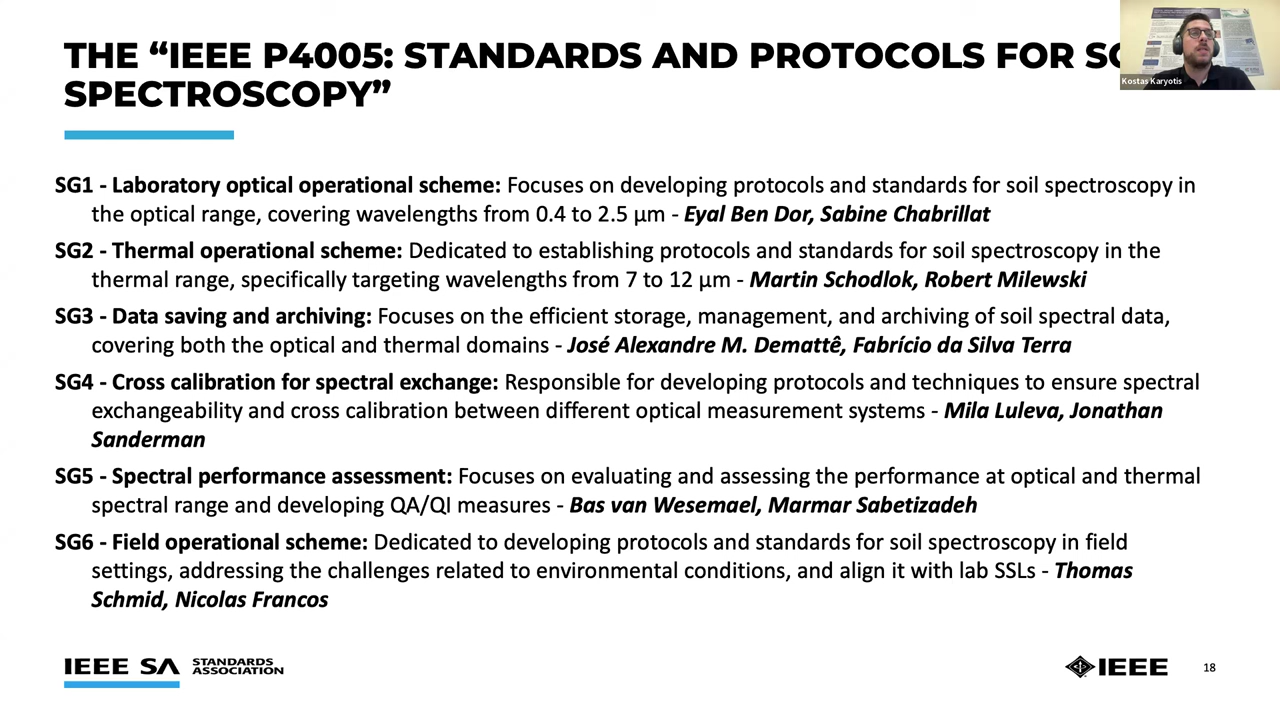 THE “IEEE P4005: STANDARDS AND PROTOCOLS FOR
SPECTROSCOPY”
Kostas Karyotis
SG1 - Laboratory optical operational scheme: Focuses on developing protocols and standards for soil spectroscopy in
the optical range, covering wavelengths from 0.4 to 2.5 µm - Eyal Ben Dor, Sabine Chabrillat
SG2 - Thermal operational scheme: Dedicated to establishing protocols and standards for soil spectroscopy in the
thermal range, specifically targeting wavelengths from 7 to 12 µm - Martin Schodlok, Robert Milewski
SG3 - Data saving and archiving: Focuses on the efficient storage, management, and archiving of soil spectral data,
covering both the optical and thermal domains - José Alexandre M. Demattê, Fabrício da Silva Terra
SG4 - Cross calibration for spectral exchange: Responsible for developing protocols and techniques to ensure spectral
exchangeability and cross calibration between different optical measurement systems - Mila Luleva, Jonathan
Sanderman
SG5 - Spectral performance assessment: Focuses on evaluating and assessing the performance at optical and thermal
spectral range and developing QA/QI measures - Bas van Wesemael, Marmar Sabetizadeh
SG6 - Field operational scheme: Dedicated to developing protocols and standards for soil spectroscopy in field
settings, addressing the challenges related to environmental conditions, and align it with lab SSLs - Thomas
Schmid, Nicolas Francos
IEEE SA STANDARDS
ASSOCIATION
IEEE
18